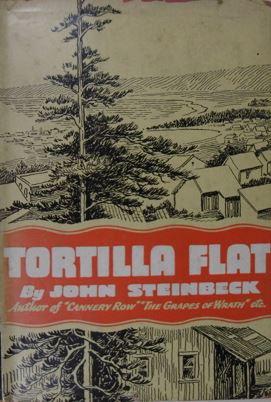 TORTILLA FLAT
By JOHN STEINBECK
Author of "CANNERY ROW" "THE GRAPES OF WRATH" etc.